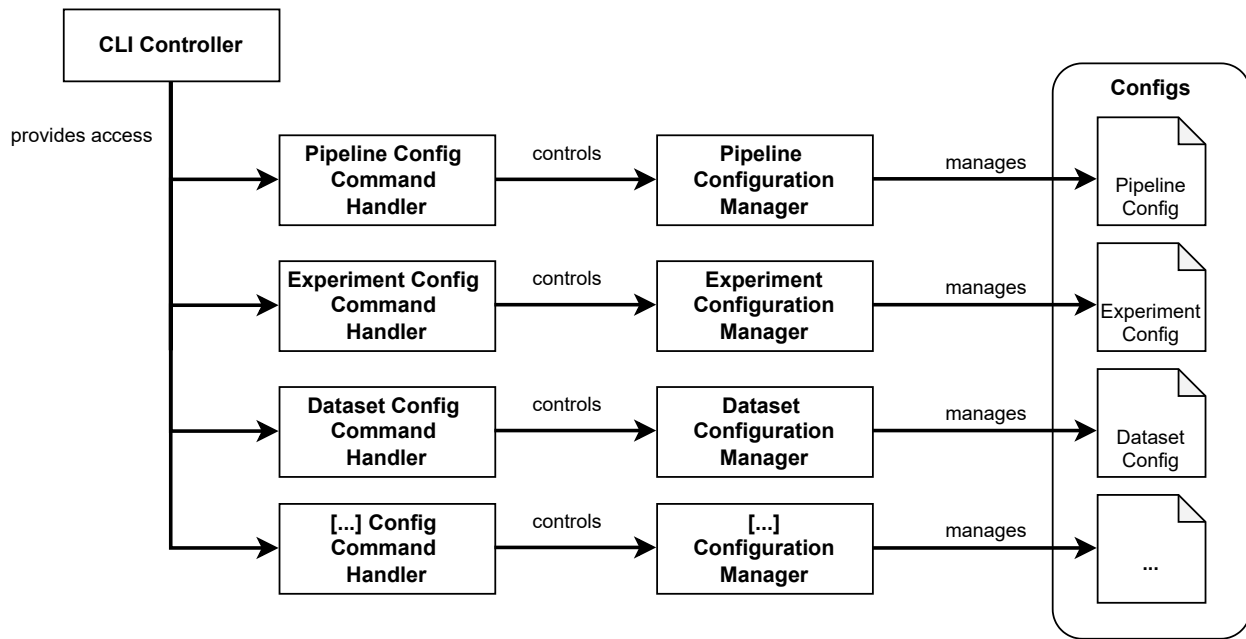 CLI Controller
provides access
Configs
Pipeline Config
Command
Handler
controls
Pipeline
Configuration
Manager
manages
Pipeline
Config
Experiment Config
Command
Handler
controls
Experiment
Configuration
Manager
manages
Experiment
Config
Dataset Config
Command
Handler
controls
Dataset
Configuration
Manager
manages
Dataset
Config
[...] Config
Command
Handler
controls
[...]
Configuration
Manager
manages
...